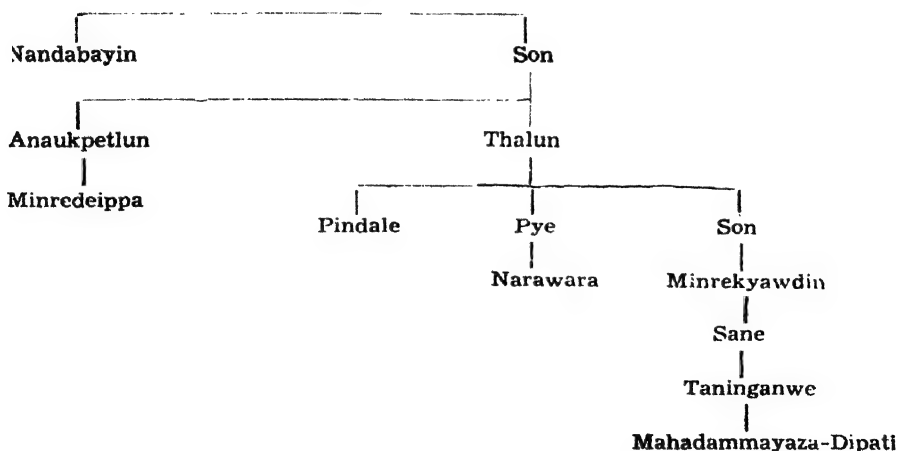 Nandabayin Son
Anaukpetlun Thalun
Minredeippa
Pindale Pye Son
Narawara Minrekyawdin
Sane
Taninganwe
Mahadammayaza-Dipati